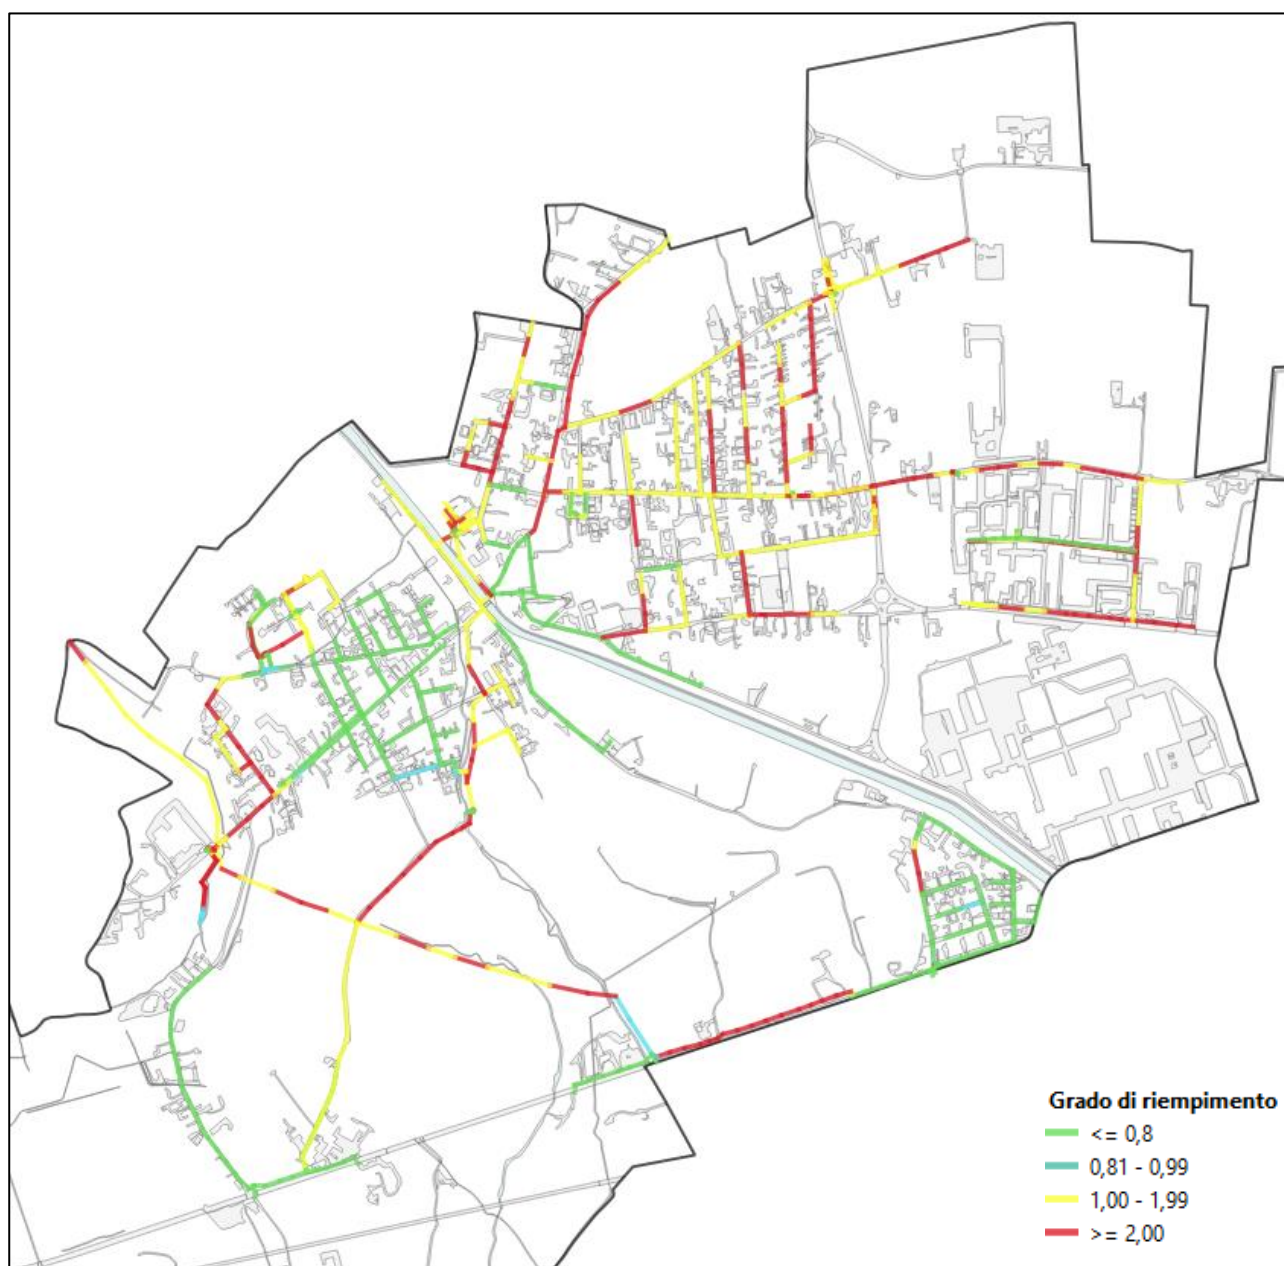 Grado di riempimento
<= 0,8
0,81 - 0,99
1,00 - 1,99
>= 2,00